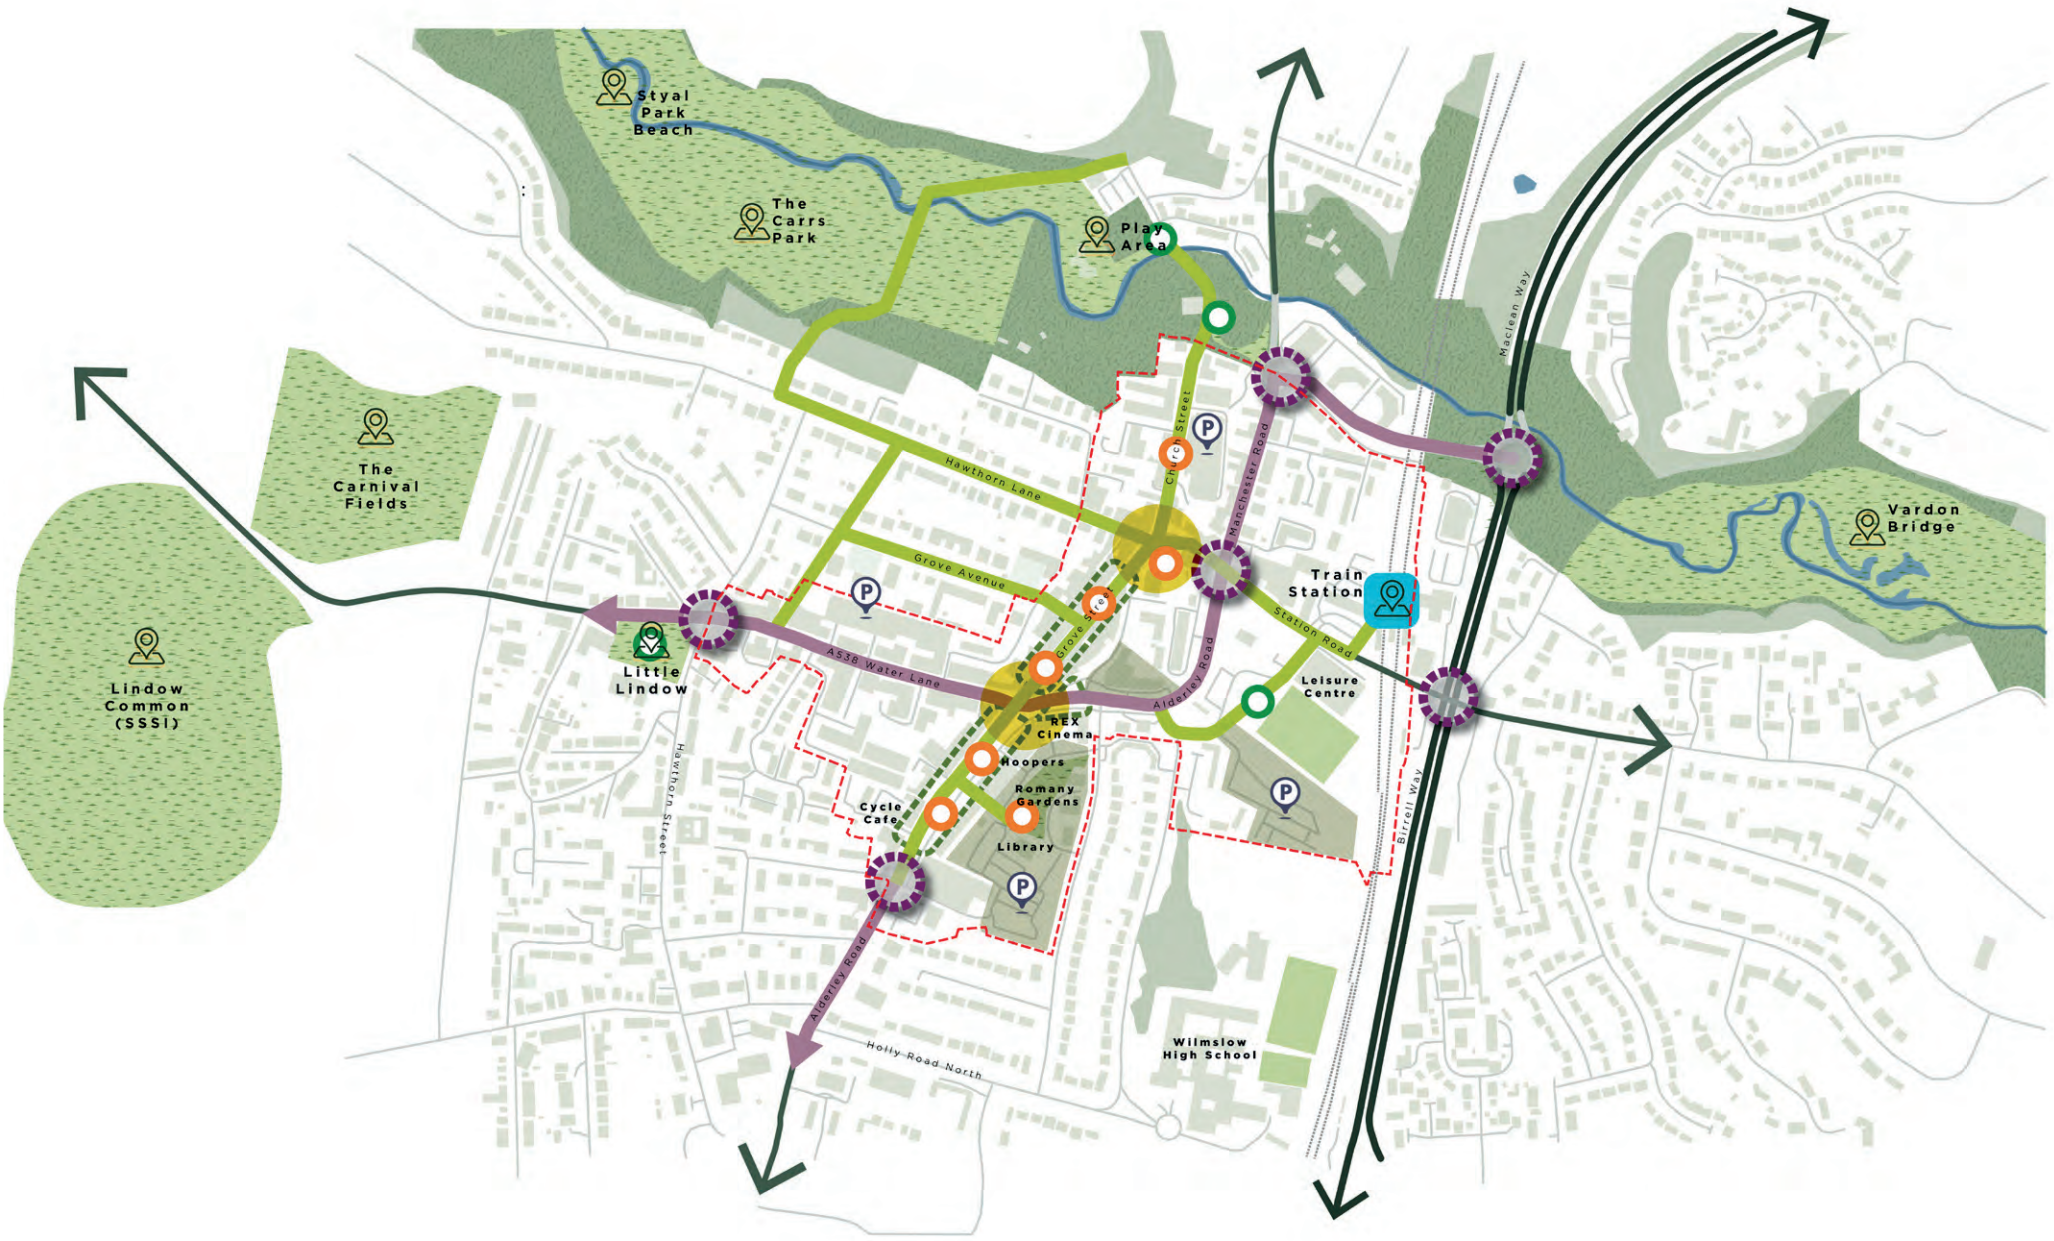 Styal
Park
Beach
The
Carrs
Park
Play
Area
Maclean Way
The
Carnival
Fields
Church Street
P
Manchester Road
Hawthorn Lane
Vardon
Bridge
Grove Avenue
P
Train
Station
Grove Street
Station Road
Little
Lindow
A538 Water Lane
Lindow
Common
(SSSI)
Alderley Road
Leisure
Centre
REX
Cinema
Hoopers
Hawthorn Street
Romany
Gardens
P
Cycle
Cafe
Library
Birrell Way
P
Alderley Road
Holly Road North
Wilmslow
High School